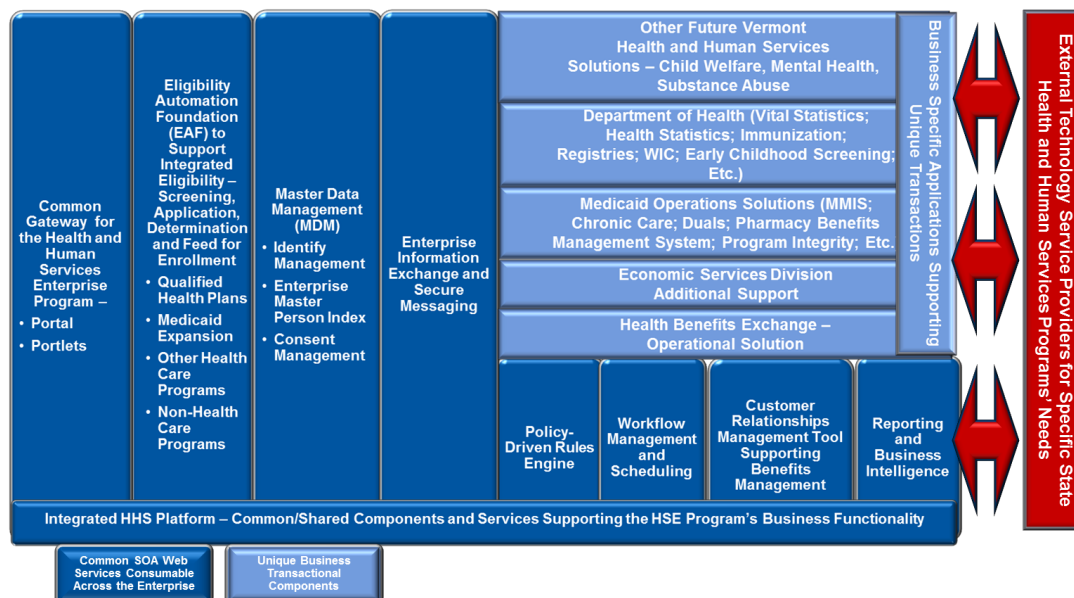 Common
Gateway for
the Health and
Human
Services
Enterprise
Program –
• Portal
• Portlets
Eligibility
Automation
Foundation
(EAF) to
Support
Integrated
Eligibility –
Screening,
Application,
Determination
and Feed for
Enrollment
• Qualified
Health Plans
• Medicaid
Expansion
• Other Health
Care
Programs
• Non-Health
Care
Programs
Master Data
Management
(MDM)
• Identify
Management
• Enterprise
Master
Person Index
• Consent
Management
Enterprise
Information
Exchange and
Secure
Messaging
Other Future Vermont
Health and Human Services
Solutions – Child Welfare, Mental Health,
Substance Abuse
Department of Health (Vital Statistics;
Health Statistics; Immunization;
Registries; WIC; Early Childhood Screening;
Etc.)
Medicaid Operations Solutions (MMIS;
Chronic Care; Duals; Pharmacy Benefits
Management System; Program Integrity; Etc.
Economic Services Division
Additional Support
Health Benefits Exchange –
Operational Solution
Business Specific Applications Supporting
Unique Transactions
Policy-
Driven Rules
Engine
Workflow
Management
and
Scheduling
Customer
Relationships
Management Tool
Supporting
Benefits
Management
Reporting
and
Business
Intelligence
External Technology Service Providers for Specific State
Health and Human Services Programs' Needs
Integrated HHS Platform – Common/Shared Components and Services Supporting the HSE Program's Business Functionality
Common SOA Web
Services Consumable
Across the Enterprise
Unique Business
Transactional
Components